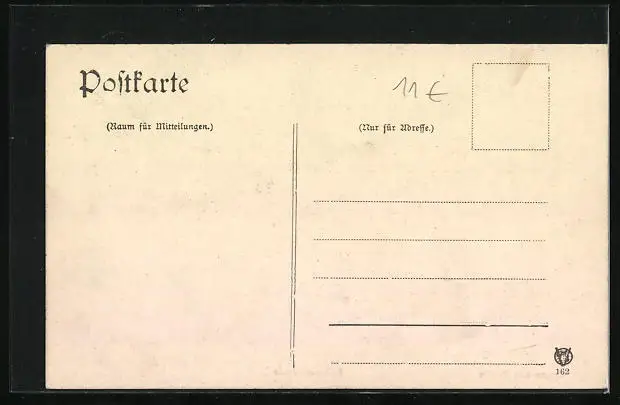 Postkarte
11 €
(Raum für Mitteilungen.)
(Nur für Adresse.)
162